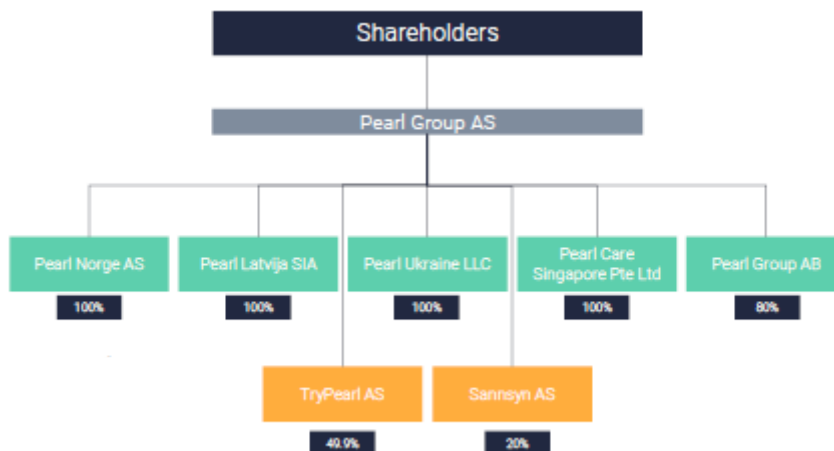 Shareholders
Pearl Group AS
Pearl Norge AS
Pearl Latvija SIA
Pearl Ukraine LLC
Pearl Care
Singapore Pte Ltd
Pearl Group AB
100%
100%
100%
100%
80%
TryPearl AS
Sannsyn AS
49.9%
20%